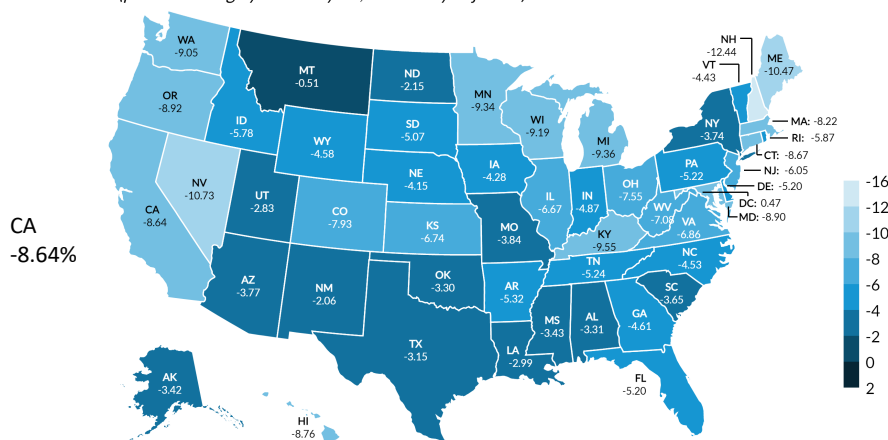 WA
-9.05
OR
-8.92
CA
-8.64
NV
-10.73
ID
-5.78
MT
-0.51
WY
-4.58
UT
-2.83
CO
-7.93
AZ
-3.77
NM
-2.06
ND
-2.15
SD
-5.07
NE
-4.15
KS
-6.74
OK
-3.30
TX
-3.15
MN
-9.34
IA
-4.28
MO
-3.84
AR
-5.32
LA
-2.99
WI
-9.19
IL
-6.67
MI
-9.36
IN
-4.87
OH
-7.55
KY
-9.55
TN
-5.24
MS
-3.43
AL
-3.31
GA
-4.61
FL
-5.20
SC
-3.65
NC
-4.53
VA
-6.86
WV
-7.08
PA
-5.22
NY
-3.74
VT
-4.43
NH
-12.44
ME
-10.47
MA: -8.22
RI: -5.87
CT: -8.67
NJ: -6.05
DE: -5.20
DC: 0.47
MD: -8.90
AK
-3.42
HI
-8.76
CA
-8.64%
-16
-12
-10
-8
-6
-4
-2
0
2